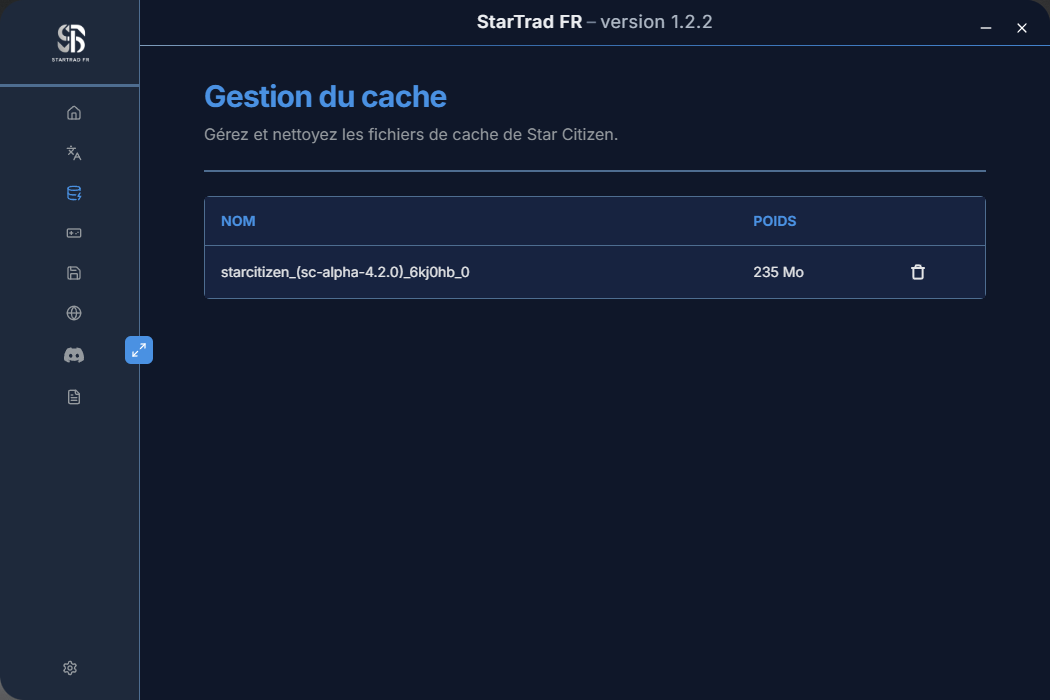 STARTRAD FR
StarTrad FR – version 1.2.2
Gestion du cache
Gérez et nettoyez les fichiers de cache de Star Citizen.
NOM POIDS
starcitizen_(sc-alpha-4.2.0)_6kj0hb_0 235 Mo